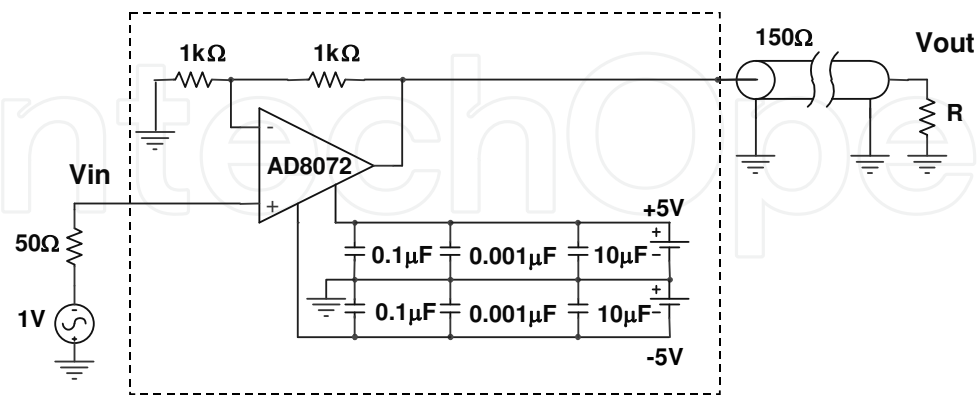 1kΩ 1kΩ 150Ω Vout
R
-
AD8072
+
Vin
50Ω
1V
-
+
+5V
+
-
0.1μF 0.001μF 10μF
+
-
0.1μF 0.001μF 10μF
-5V
ntechOpe